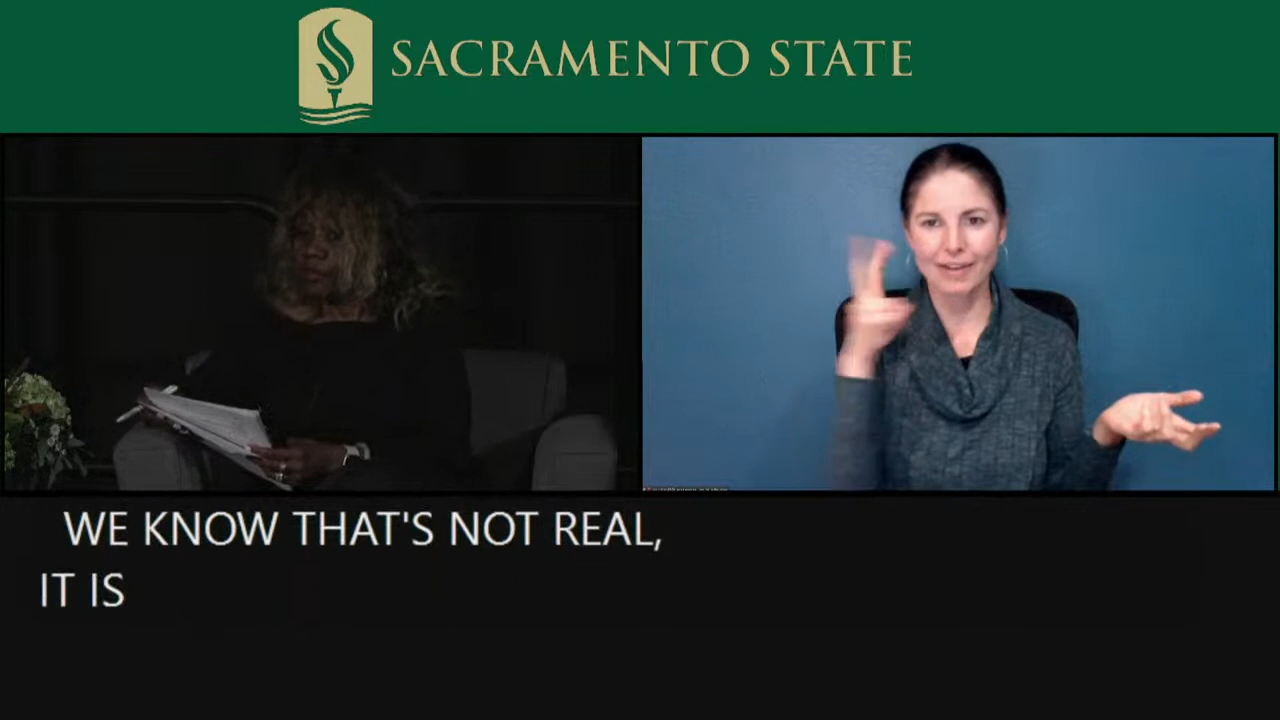 SACRAMENTO STATE
WE KNOW THAT'S NOT REAL,
IT IS